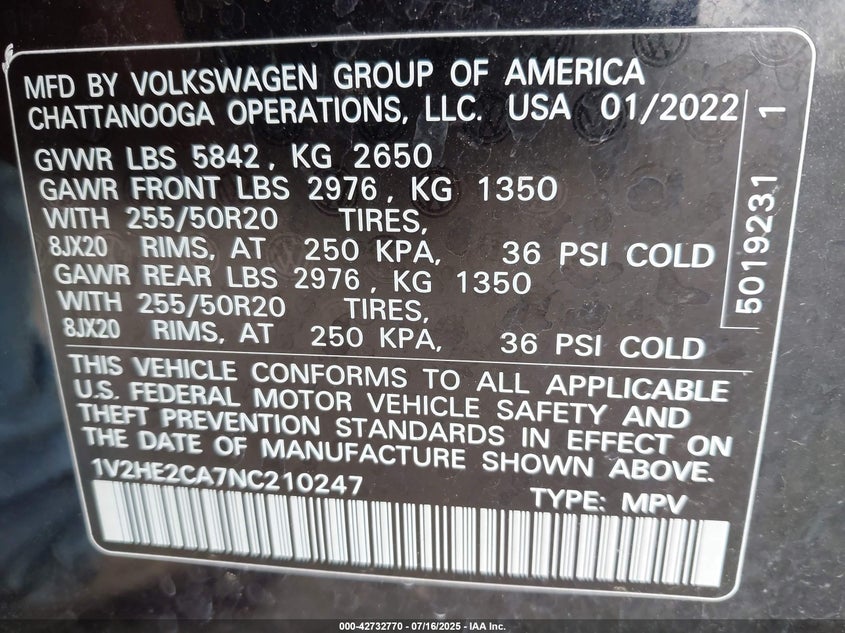 MFD BY VOLKSWAGEN GROUP OF AMERICA
CHATTANOOGA OPERATIONS, LLC. USA 01/2022
GVWR LBS 5842, KG 2650
GAWR FRONT LBS 2976, KG 1350
WITH 255/50R20 TIRES,
8JX20 RIMS, AT 250 KPA, 36 PSI COLD
GAWR REAR LBS 2976, KG 1350
WITH 255/50R20 TIRES,
8JX20 RIMS, AT 250 KPA, 36 PSI COLD
5019231 1
THIS VEHICLE CONFORMS TO ALL APPLICABLE
U.S. FEDERAL MOTOR VEHICLE SAFETY AND
THEFT PREVENTION STANDARDS IN EFFECT ON
THE DATE OF MANUFACTURE SHOWN ABOVE.
1V2HE2CA7NC210247 TYPE: MPV
000-42732770 - 07/16/2025 - IAA Inc.